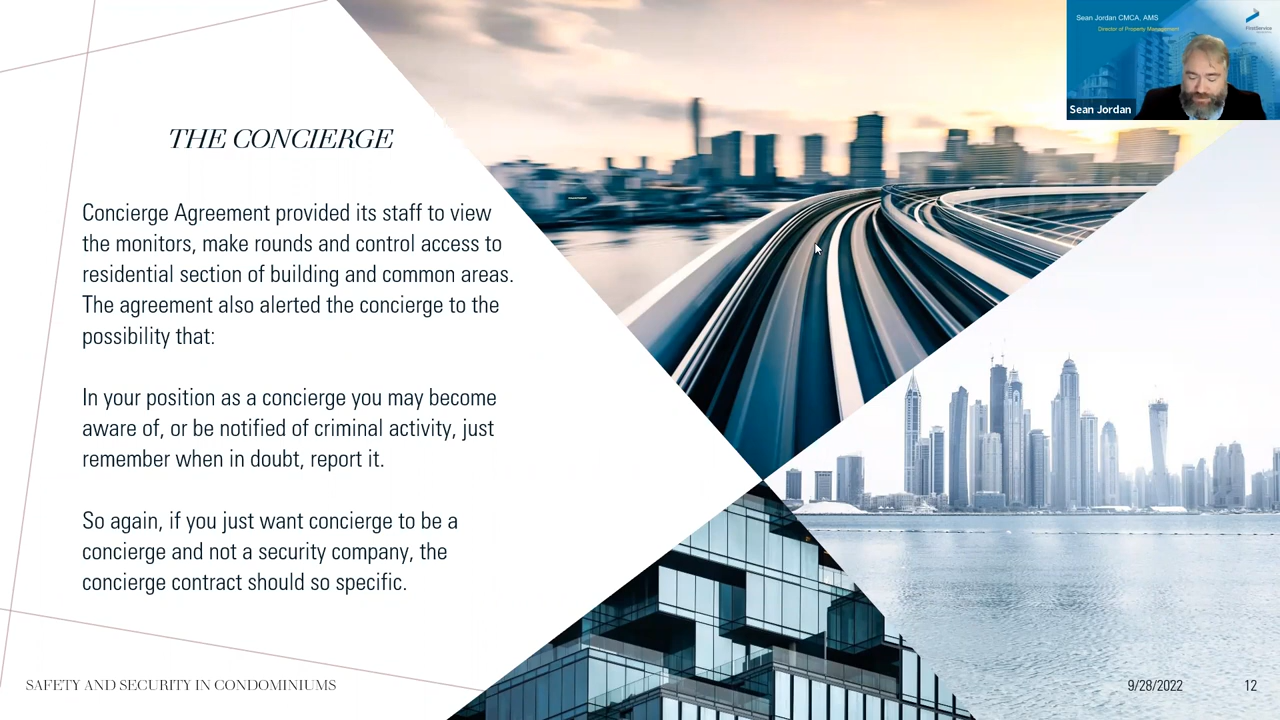 Sean Jordan CMCA, AMS
Director of Property Management
FirstService
Sean Jordan
THE CONCIERGE
Concierge Agreement provided its staff to view
the monitors, make rounds and control access to
residential section of building and common areas.
The agreement also alerted the concierge to the
possibility that:
In your position as a concierge you may become
aware of, or be notified of criminal activity, just
remember when in doubt, report it.
So again, if you just want concierge to be a
concierge and not a security company, the
concierge contract should so specific.
SAFETY AND SECURITY IN CONDOMINIUMS
9/28/2022
12